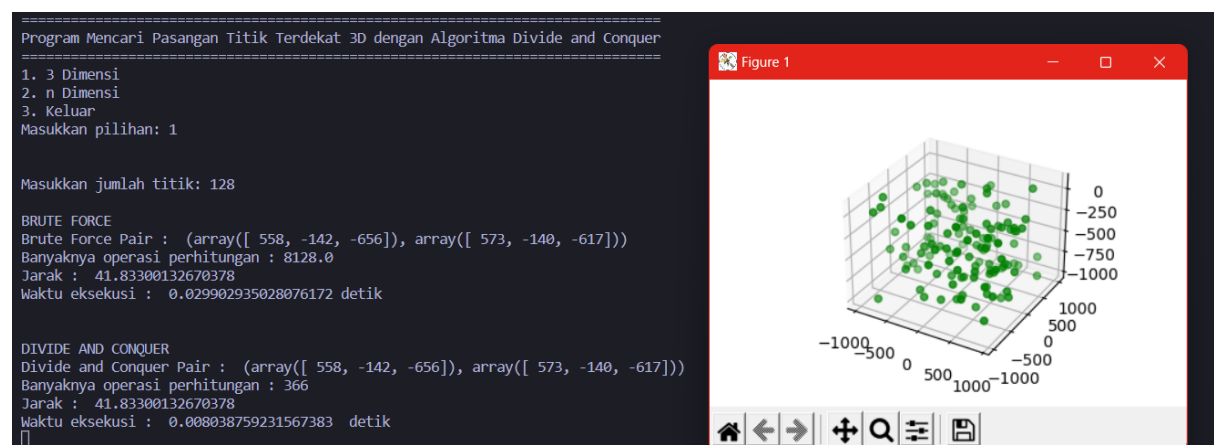 ==============================================================================
Program Mencari Pasangan Titik Terdekat 3D dengan Algoritma Divide and Conquer
==============================================================================
1. 3 Dimensi
2. n Dimensi
3. Keluar
Masukkan pilihan: 1
Masukkan jumlah titik: 128
BRUTE FORCE
Brute Force Pair :  (array([ 558, -142, -656]), array([ 573, -140, -617]))
Banyaknya operasi perhitungan : 8128.0
Jarak :  41.83300132670378
Waktu eksekusi :  0.029902935028076172 detik
DIVIDE AND CONQUER
Divide and Conquer Pair :  (array([ 558, -142, -656]), array([ 573, -140, -617]))
Banyaknya operasi perhitungan : 366
Jarak :  41.83300132670378
Waktu eksekusi :  0.008038759231567383  detik
Figure 1
0
−250
−500
−750
−1000
1000
500
0
−500
−1000
−1000
−500
0
500
1000